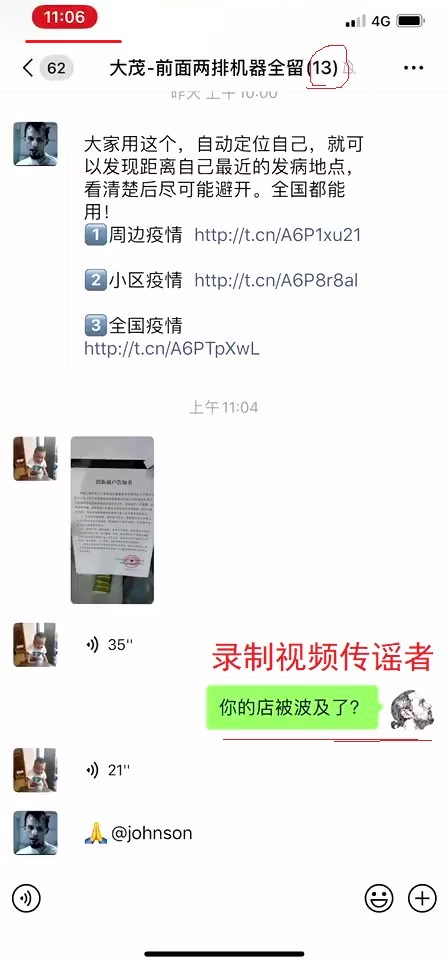 11:06
4G
62
大茂-前面两排机器全留(13)
昨天 上午 10:00
大家用这个，自动定位自己，就可
以发现距离自己最近的发病地点，
看清楚后尽可能避开。全国都能
用！
1 周边疫情 http://t.cn/A6P1xu21
2 小区疫情 http://t.cn/A6P8r8al
3 全国疫情
http://t.cn/A6PTpXwL
上午 11:04
35"
录制视频传谣者
你的店被波及了？
21"
🙏@johnson